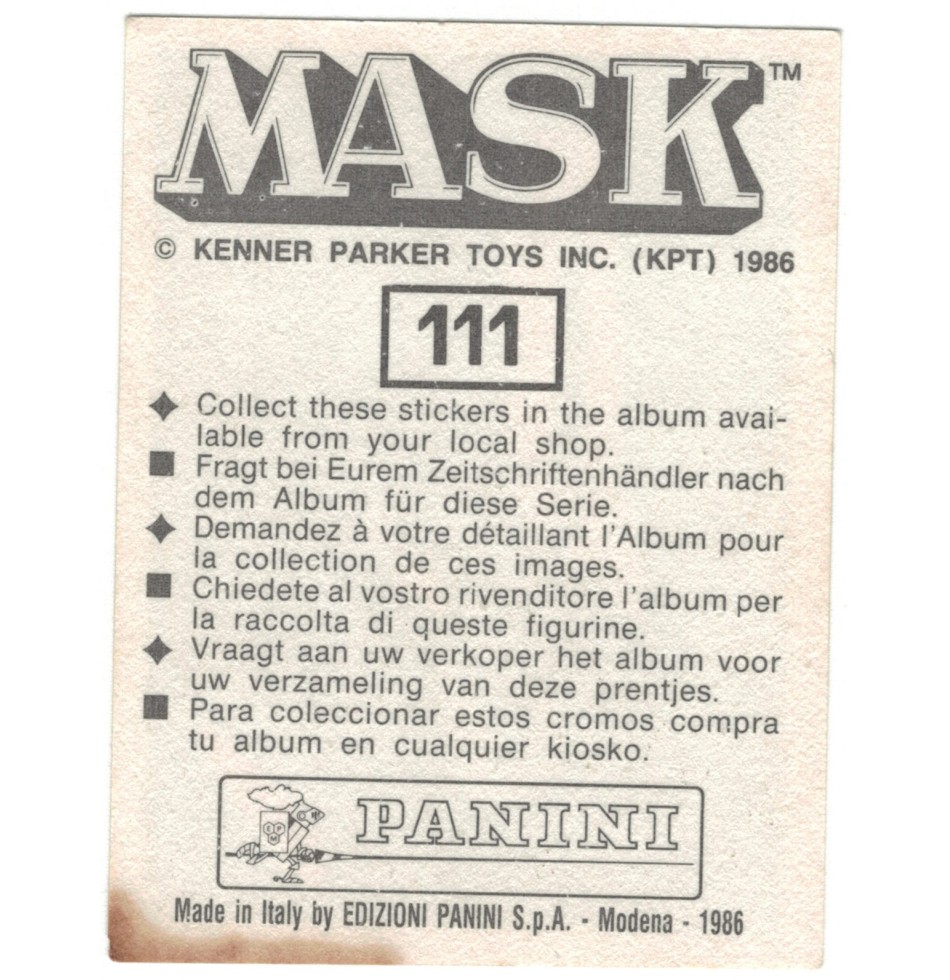 MASK™
© KENNER PARKER TOYS INC. (KPT) 1986
111
Collect these stickers in the album avai-
lable from your local shop.
Fragt bei Eurem Zeitschriftenhändler nach
dem Album für diese Serie.
Demandez à votre détaillant l'Album pour
la collection de ces images.
Chiedete al vostro rivenditore l'album per
la raccolta di queste figurine.
Vraagt aan uw verkoper het album voor
uw verzameling van deze prentjes.
Para coleccionar estos cromos compra
tu album en cualquier kiosko.
PANINI
Made in Italy by EDIZIONI PANINI S.p.A. - Modena - 1986